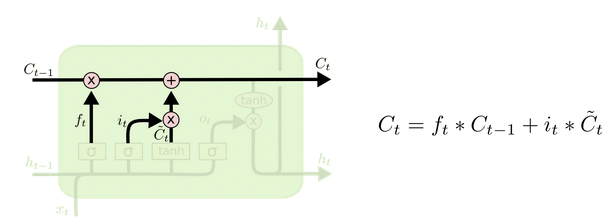 h_t
C_{t-1} × + C_t
tanh
f_t i_t × C̃_t o_t ×
C_t = f_t * C_{t-1} + i_t * C̃_t
σ σ tanh σ
h_{t-1} h_t
x_t